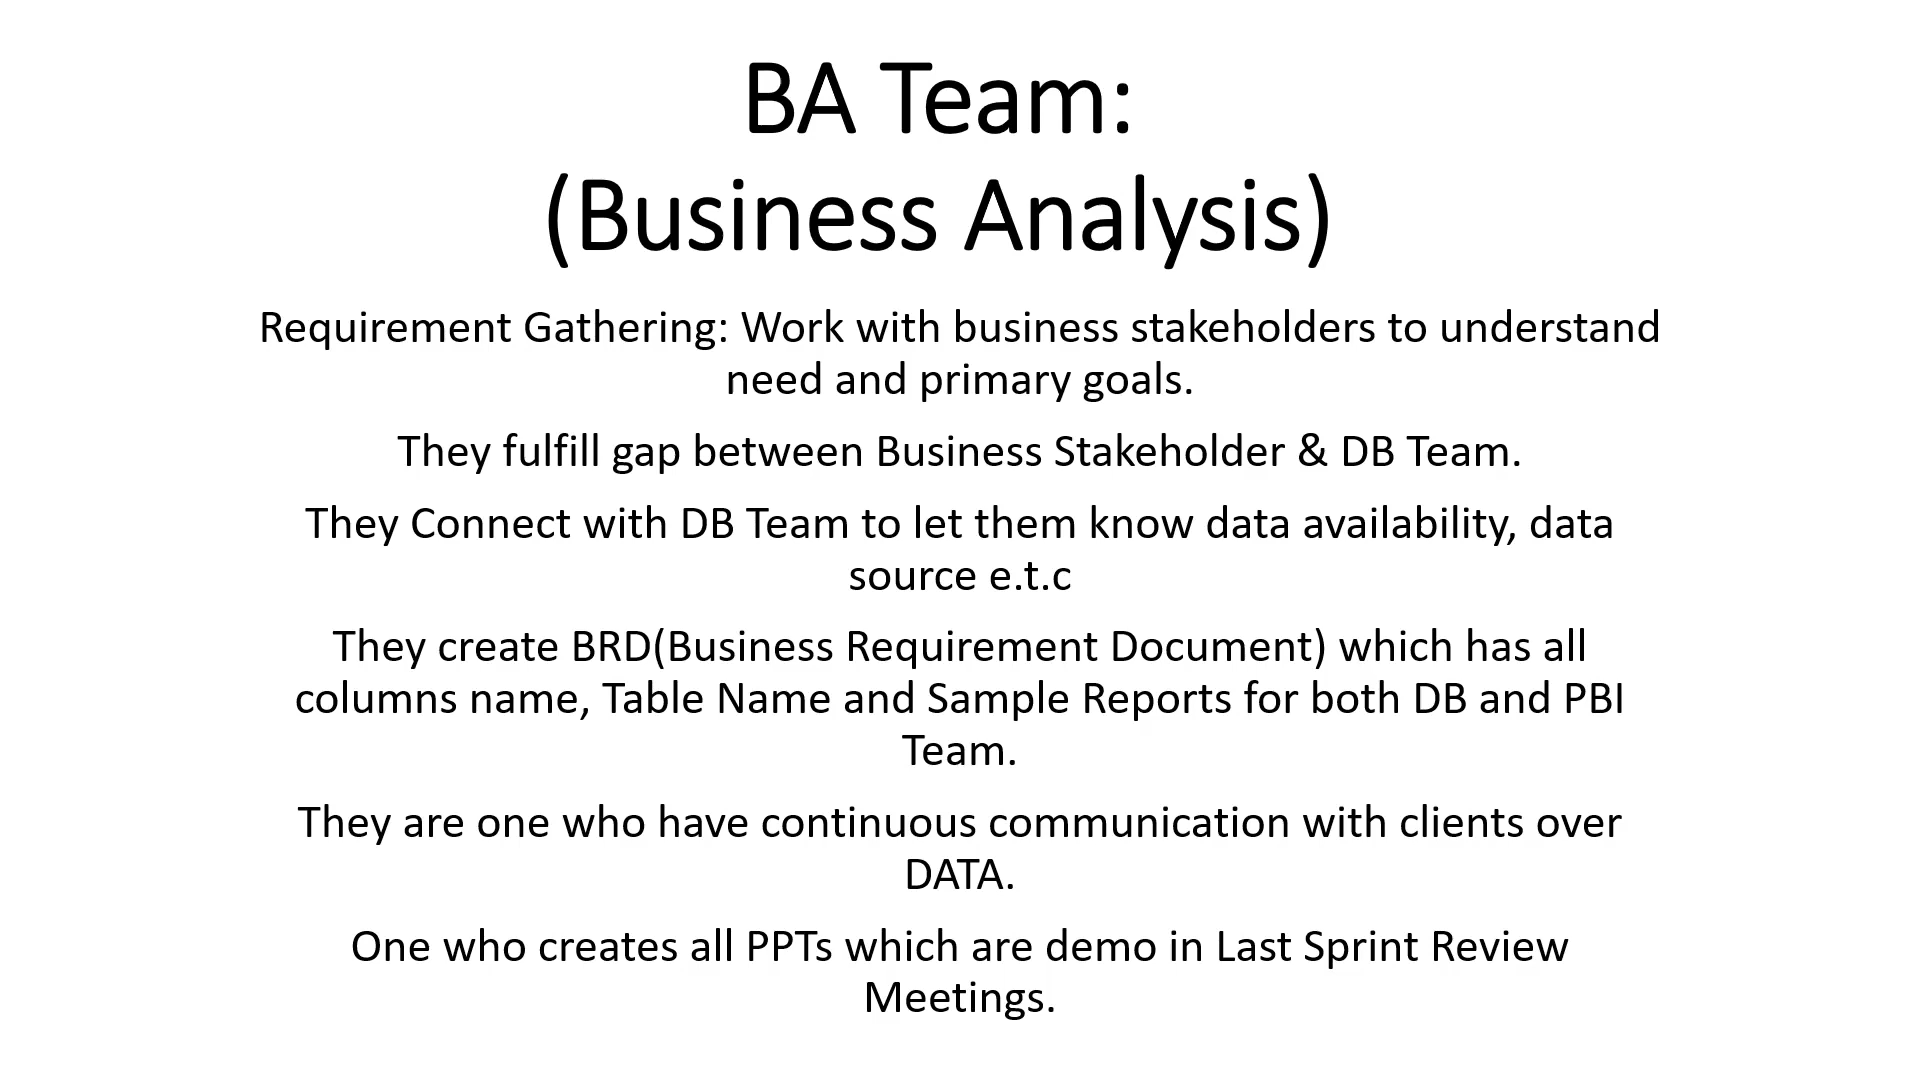 BA Team:
(Business Analysis)
Requirement Gathering: Work with business stakeholders to understand
need and primary goals.
They fulfill gap between Business Stakeholder & DB Team.
They Connect with DB Team to let them know data availability, data
source e.t.c
They create BRD(Business Requirement Document) which has all
columns name, Table Name and Sample Reports for both DB and PBI
Team.
They are one who have continuous communication with clients over
DATA.
One who creates all PPTs which are demo in Last Sprint Review
Meetings.